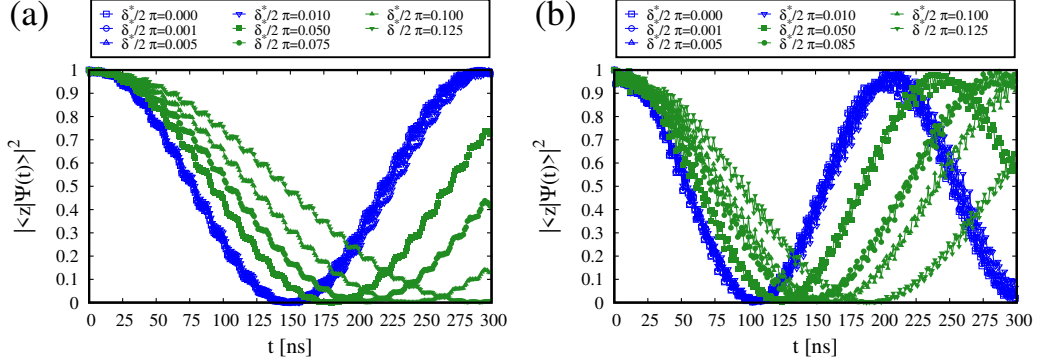 (a)
δ*/2 π=0.000
δ*/2 π=0.001
δ*/2 π=0.005
δ*/2 π=0.010
δ*/2 π=0.050
δ*/2 π=0.075
δ*/2 π=0.100
δ*/2 π=0.125
|<z|Ψ(t)>|²
1
0.9
0.8
0.7
0.6
0.5
0.4
0.3
0.2
0.1
0
0 25 50 75 100 125 150 175 200 225 250 275 300
t [ns]
(b)
δ*/2 π=0.000
δ*/2 π=0.001
δ*/2 π=0.005
δ*/2 π=0.010
δ*/2 π=0.050
δ*/2 π=0.085
δ*/2 π=0.100
δ*/2 π=0.125
|<z|Ψ(t)>|²
1
0.9
0.8
0.7
0.6
0.5
0.4
0.3
0.2
0.1
0
0 25 50 75 100 125 150 175 200 225 250 275 300
t [ns]